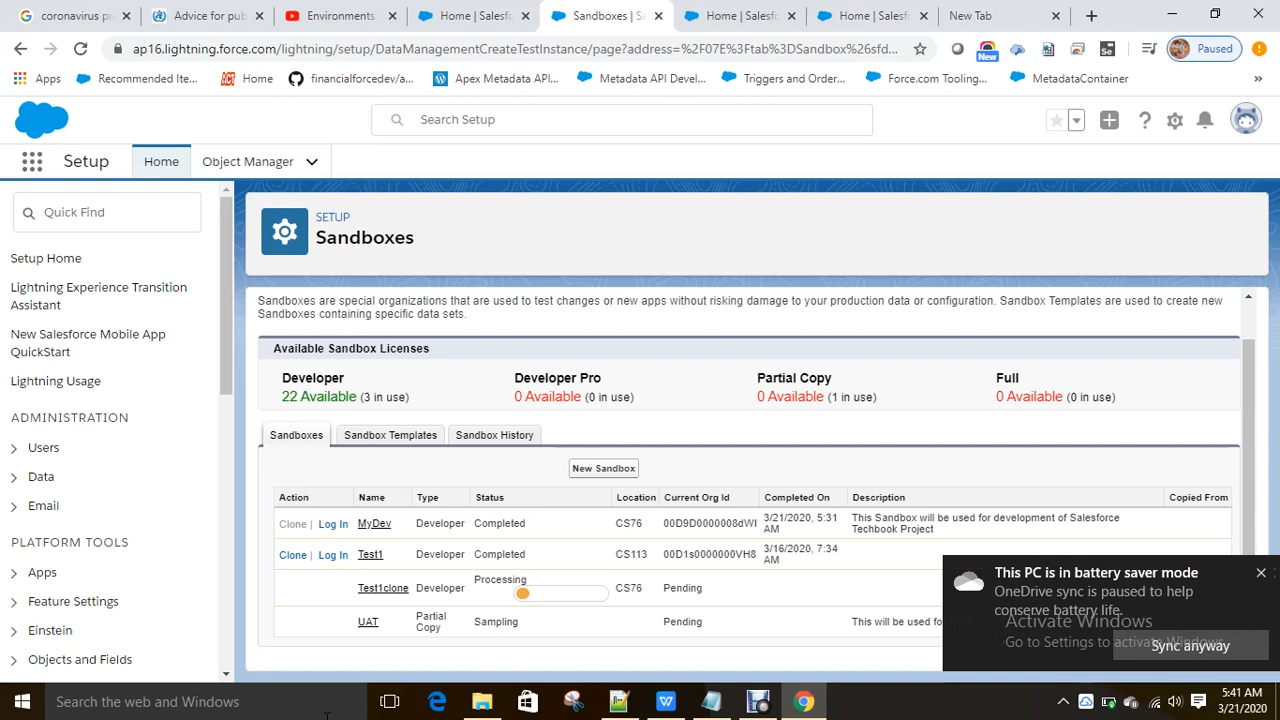 coronavirus pr
Advice for pub
Environments
Home | Salesfo
Sandboxes | Sa
Home | Salesfo
Home | Salesfo
New Tab
ap16.lightning.force.com/lightning/setup/DataManagementCreateTestInstance/page?address=%2F07E%3Ftab%3DSandbox%26sfd...
New
Se
Paused
Apps
Recommended Ite...
ACT
Home
financialforcedev/a...
Apex Metadata API...
Metadata API Devel...
Triggers and Order...
Force.com Tooling...
MetadataContainer
»
Search Setup
Setup
Home
Object Manager
Quick Find
SETUP
Sandboxes
Setup Home
Lightning Experience Transition
Assistant
New Salesforce Mobile App
QuickStart
Lightning Usage
ADMINISTRATION
Users
Data
Email
PLATFORM TOOLS
Apps
Feature Settings
Einstein
Objects and Fields
Sandboxes are special organizations that are used to test changes or new apps without risking damage to your production data or configuration. Sandbox Templates are used to create new
Sandboxes containing specific data sets.
Available Sandbox Licenses
Developer
22 Available (3 in use)
Developer Pro
0 Available (0 in use)
Partial Copy
0 Available (1 in use)
Full
0 Available (0 in use)
Sandboxes
Sandbox Templates
Sandbox History
New Sandbox
Action Name Type Status Location Current Org Id Completed On Description Copied From
Clone | Log In MyDev Developer Completed CS76 00D9D0000008dWI 3/21/2020, 5:31 AM This Sandbox will be used for development of Salesforce Techbook Project
Clone | Log In Test1 Developer Completed CS113 00D1s0000000VH8 3/16/2020, 7:34 AM
Test1clone Developer Processing CS76 Pending
UAT Partial Copy Sampling Pending This will be used fo
This PC is in battery saver mode
OneDrive sync is paused to help
conserve battery life.
Activate Windows
Go to Settings to activate Windows.
Sync anyway
Search the web and Windows
5:41 AM
3/21/2020